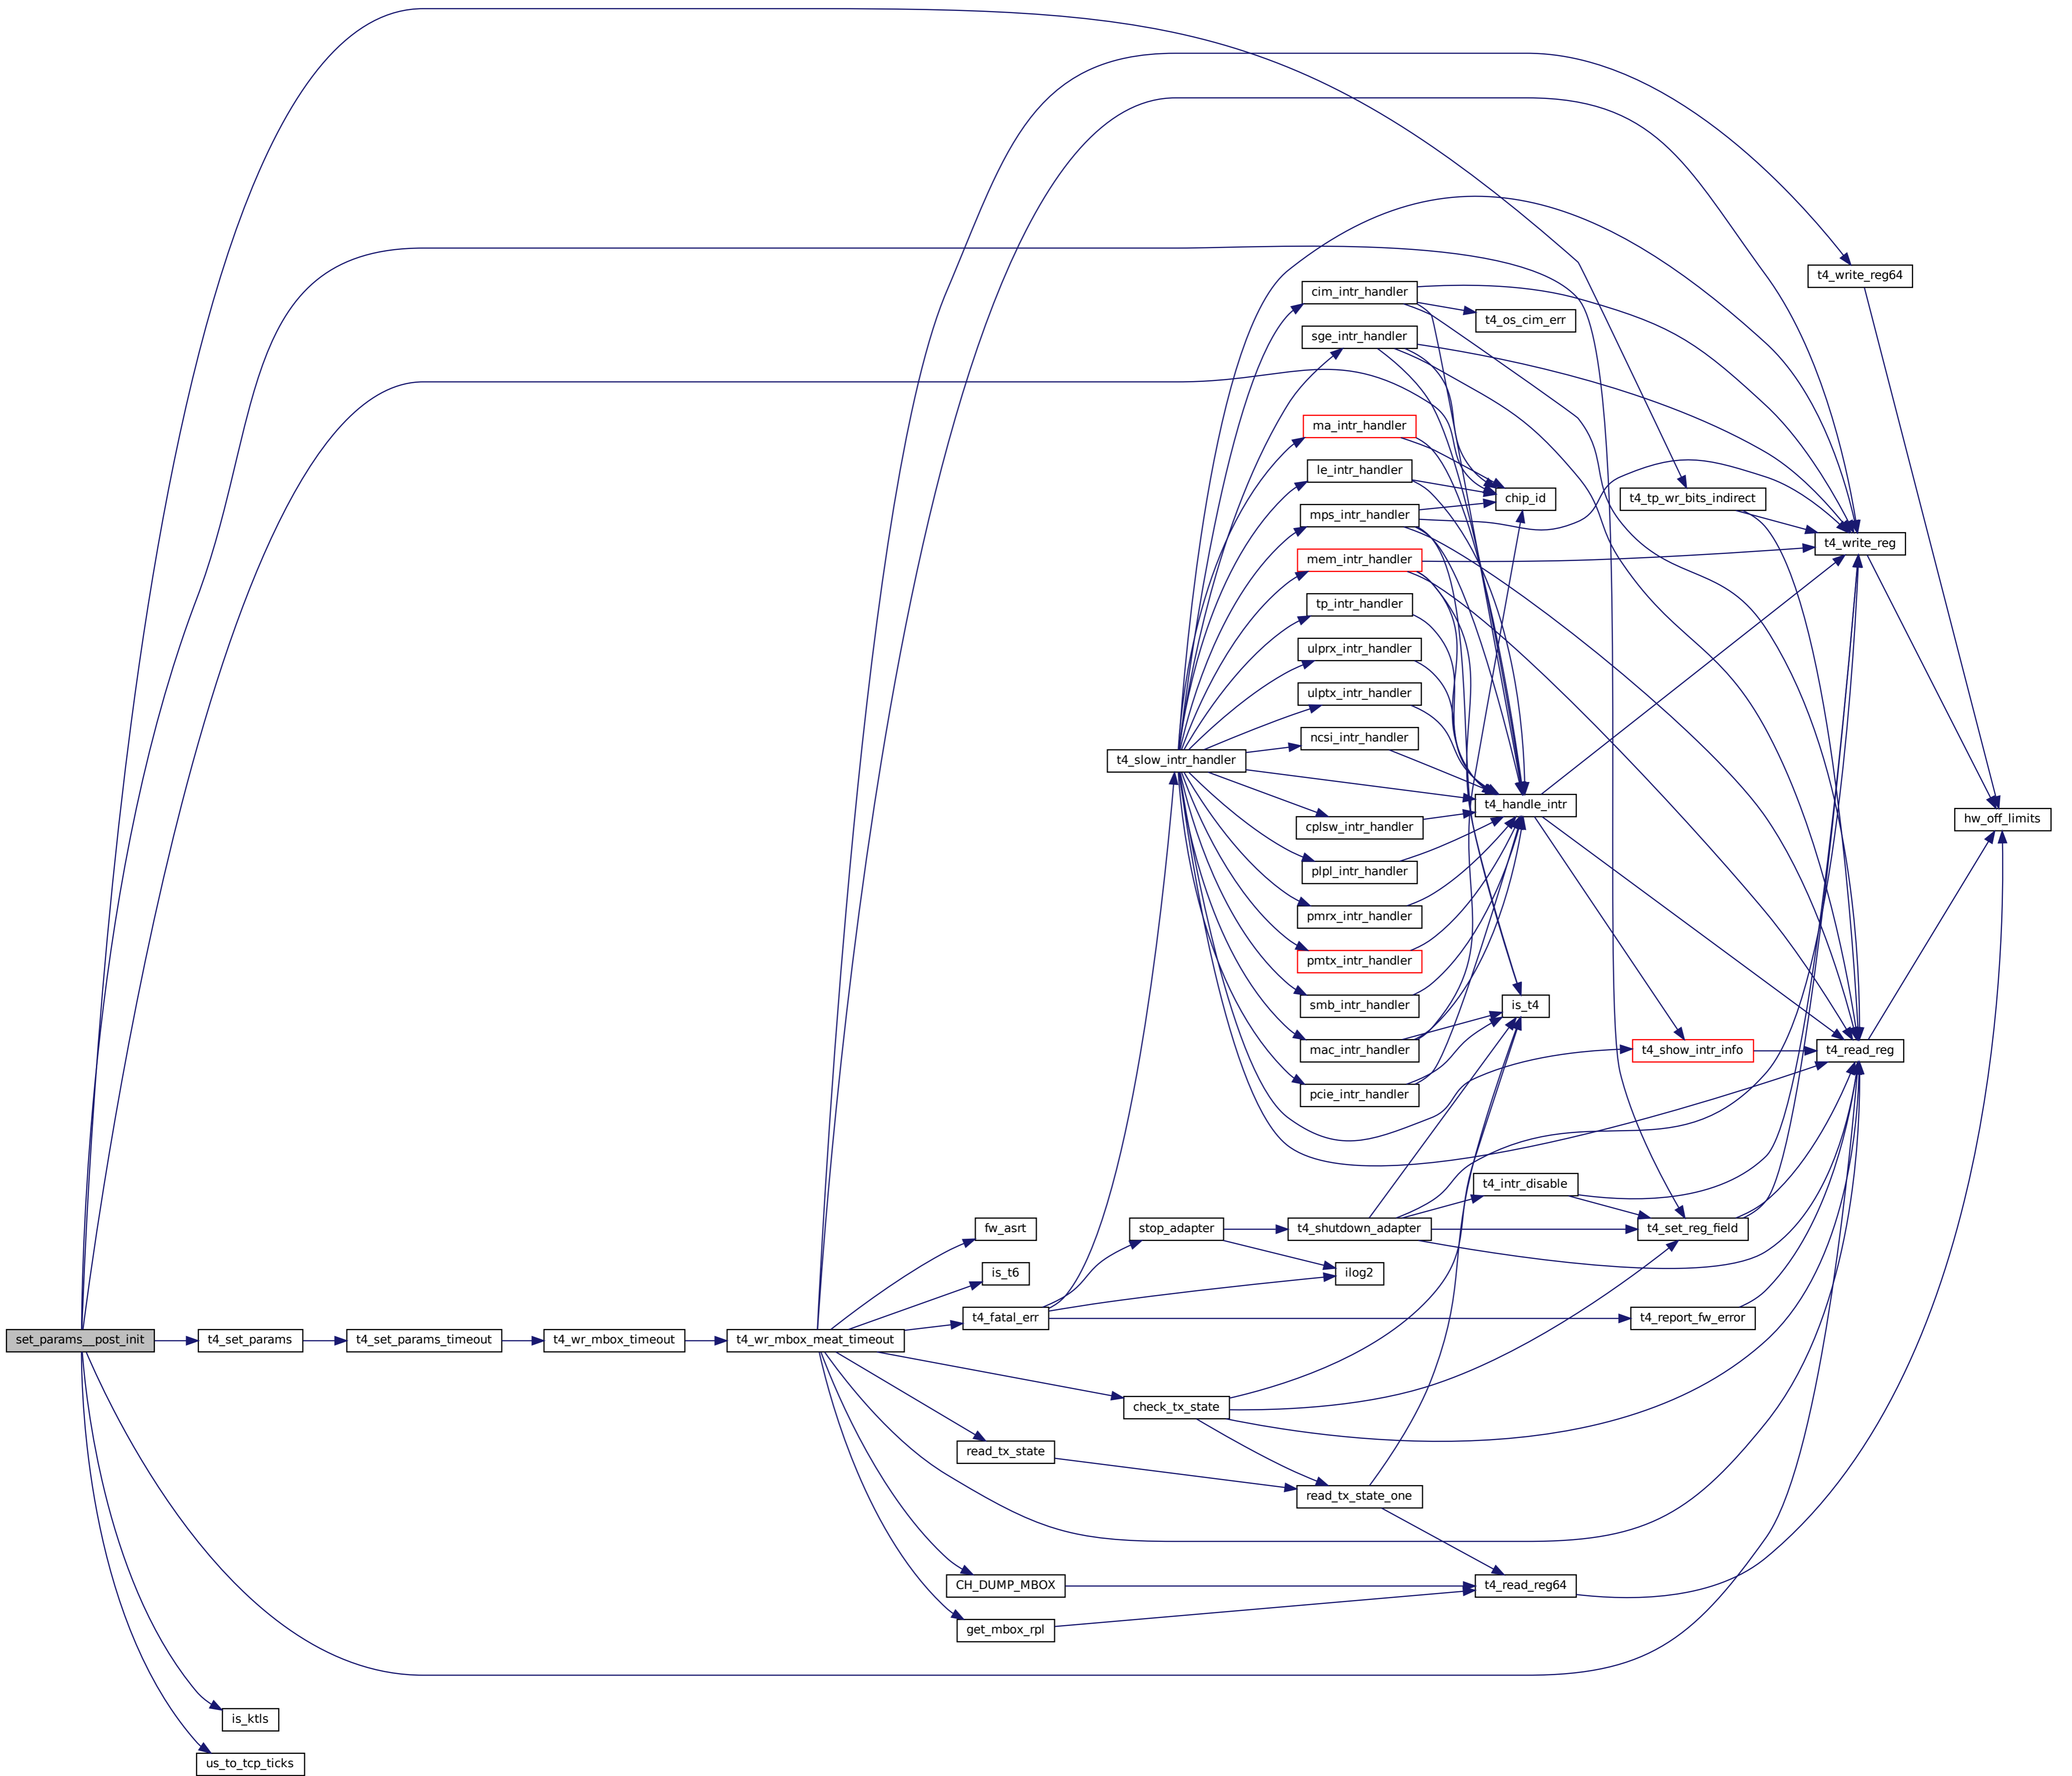 set_params__post_init
t4_set_params
is_ktls
us_to_tcp_ticks
t4_set_params_timeout
t4_wr_mbox_timeout
t4_wr_mbox_meat_timeout
fw_asrt
is_t6
t4_fatal_err
read_tx_state
CH_DUMP_MBOX
get_mbox_rpl
t4_slow_intr_handler
stop_adapter
check_tx_state
cim_intr_handler
sge_intr_handler
ma_intr_handler
le_intr_handler
mps_intr_handler
mem_intr_handler
tp_intr_handler
ulprx_intr_handler
ulptx_intr_handler
ncsi_intr_handler
cplsw_intr_handler
plpl_intr_handler
pmrx_intr_handler
pmtx_intr_handler
smb_intr_handler
mac_intr_handler
pcie_intr_handler
t4_shutdown_adapter
ilog2
read_tx_state_one
t4_os_cim_err
chip_id
t4_handle_intr
is_t4
t4_intr_disable
t4_read_reg64
t4_tp_wr_bits_indirect
t4_show_intr_info
t4_set_reg_field
t4_report_fw_error
t4_write_reg64
t4_write_reg
t4_read_reg
hw_off_limits